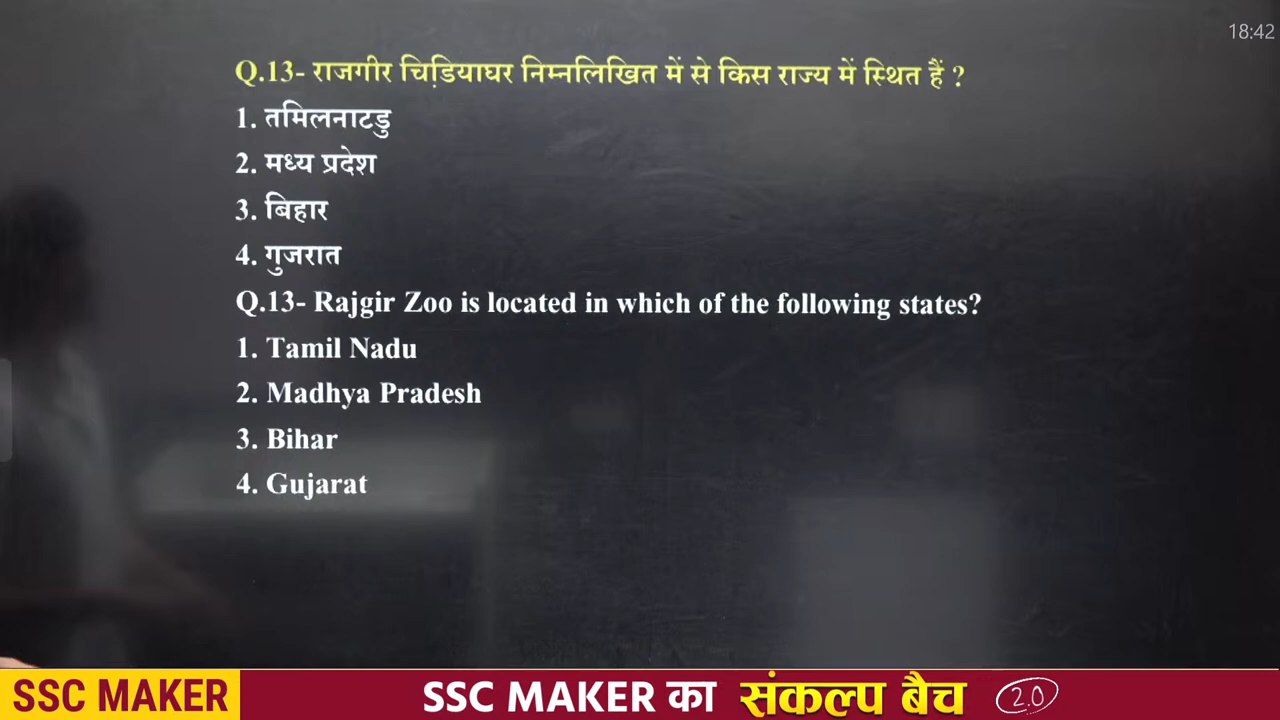 18:42
Q.13- राजगीर चिड़ियाघर निम्नलिखित में से किस राज्य में स्थित हैं ?
1. तमिलनाटडु
2. मध्य प्रदेश
3. बिहार
4. गुजरात
Q.13- Rajgir Zoo is located in which of the following states?
1. Tamil Nadu
2. Madhya Pradesh
3. Bihar
4. Gujarat
SSC MAKER SSC MAKER का संकल्प बैच 2.0